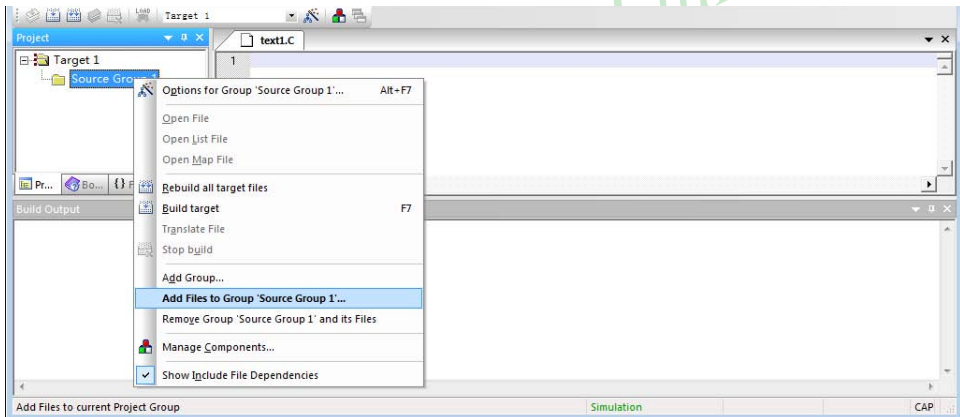 LOAD Target 1
Project
text1.C
Target 1
1
Source Group 1
Options for Group 'Source Group 1'... Alt+F7
Open File
Open List File
Open Map File
Pr... Bo... {} F
Rebuild all target files
Build Output
Build target F7
Translate File
Stop build
Add Group...
Add Files to Group 'Source Group 1'...
Remove Group 'Source Group 1' and its Files
Manage Components...
Show Include File Dependencies
Add Files to current Project Group Simulation CAP